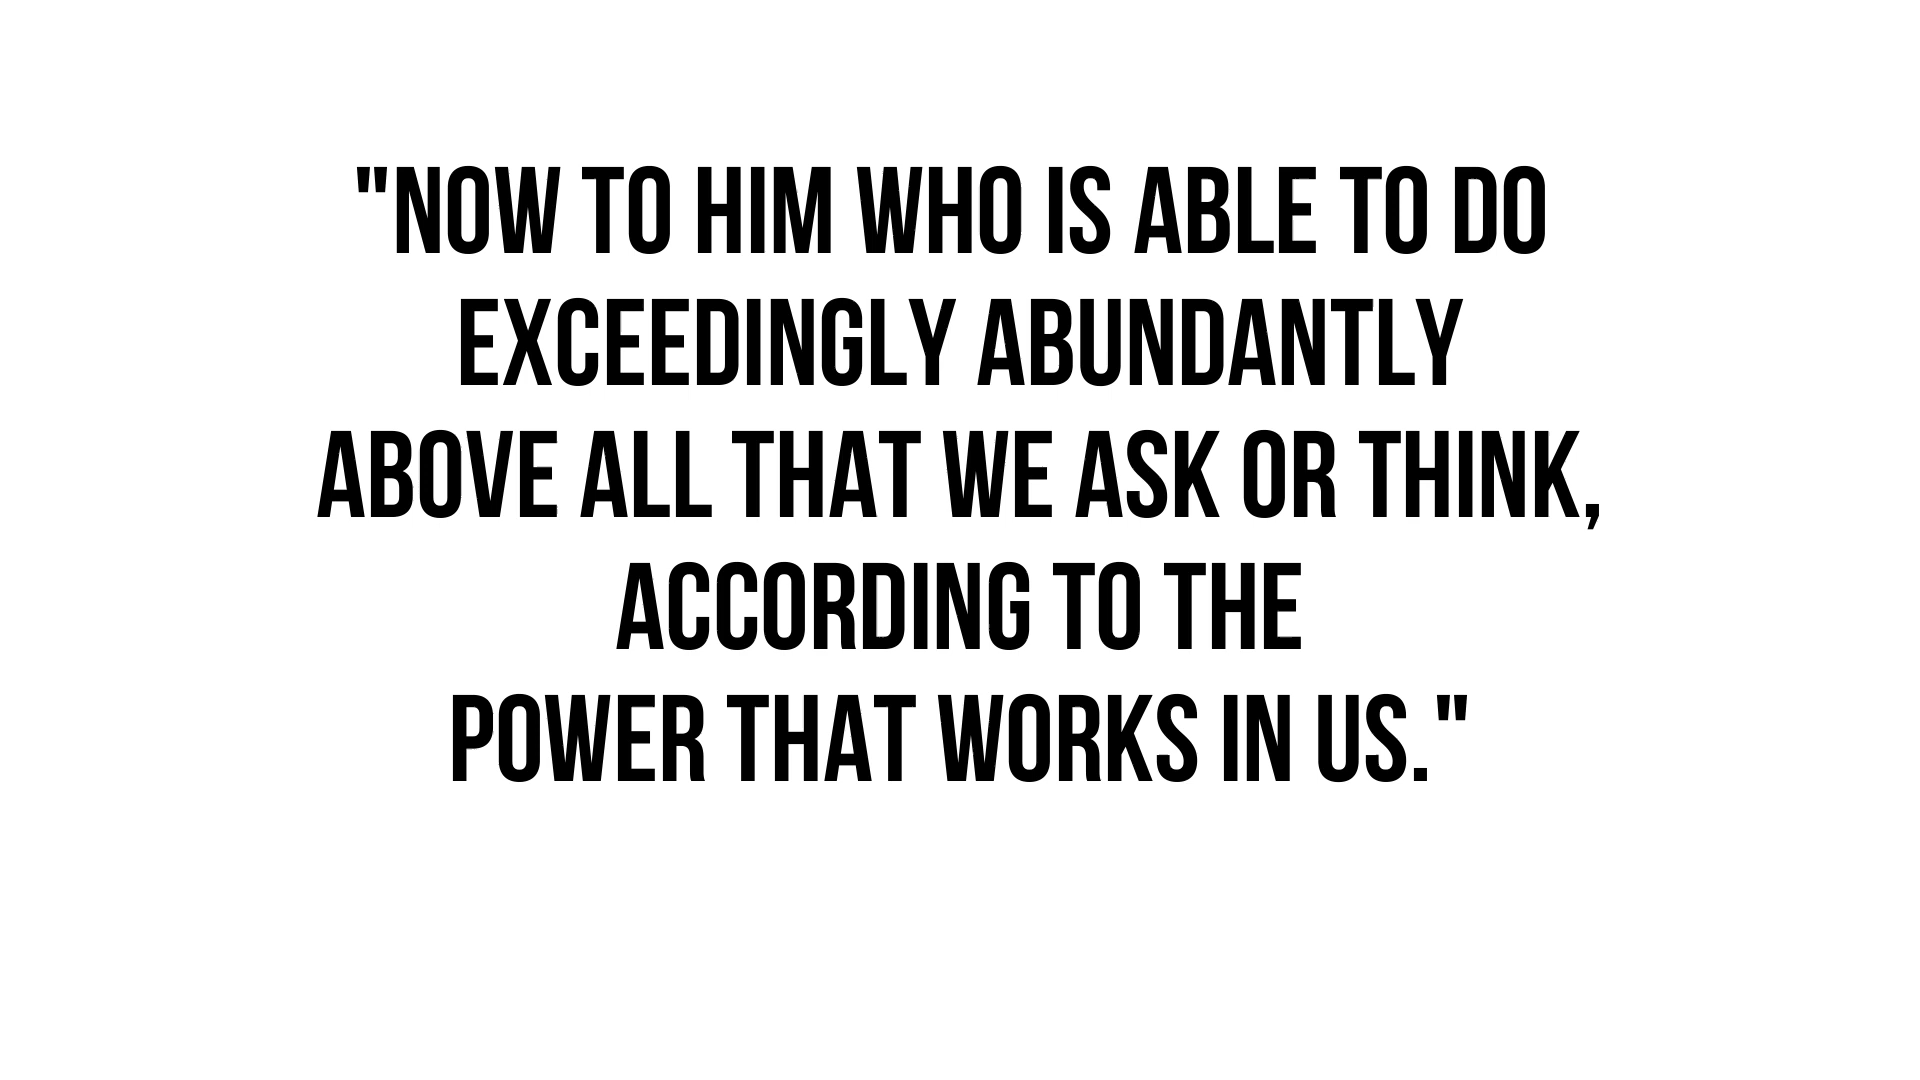 "NOW TO HIM WHO IS ABLE TO DO
EXCEEDINGLY ABUNDANTLY
ABOVE ALL THAT WE ASK OR THINK,
ACCORDING TO THE
POWER THAT WORKS IN US."